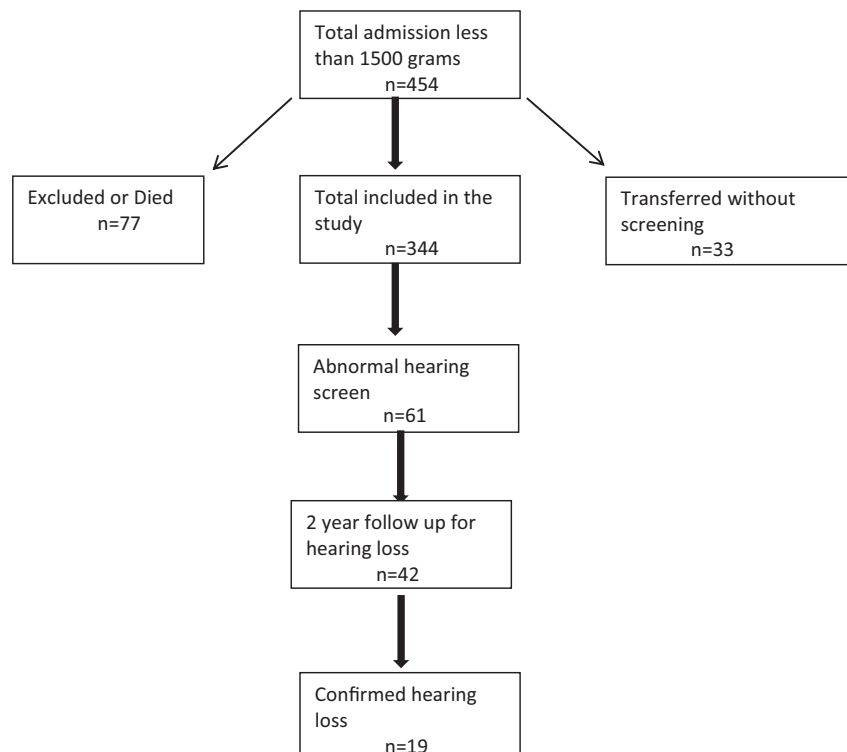 Total admission less
than 1500 grams
n=454
Excluded or Died
n=77
Total included in the
study
n=344
Transferred without
screening
n=33
Abnormal hearing
screen
n=61
2 year follow up for
hearing loss
n=42
Confirmed hearing
loss
n=19